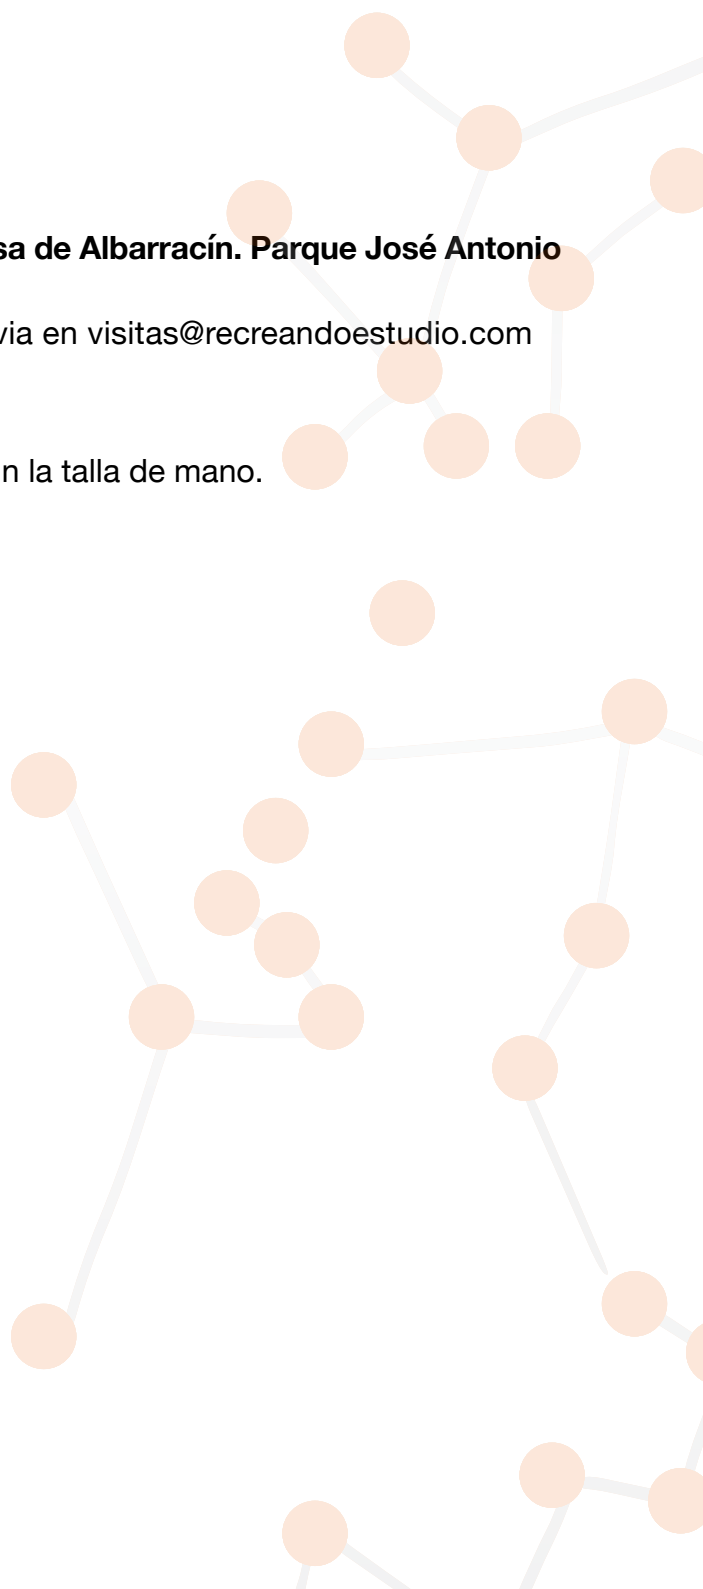 sa de Albarracín. Parque José Antonio
via en visitas@recreandoestudio.com
n la talla de mano.